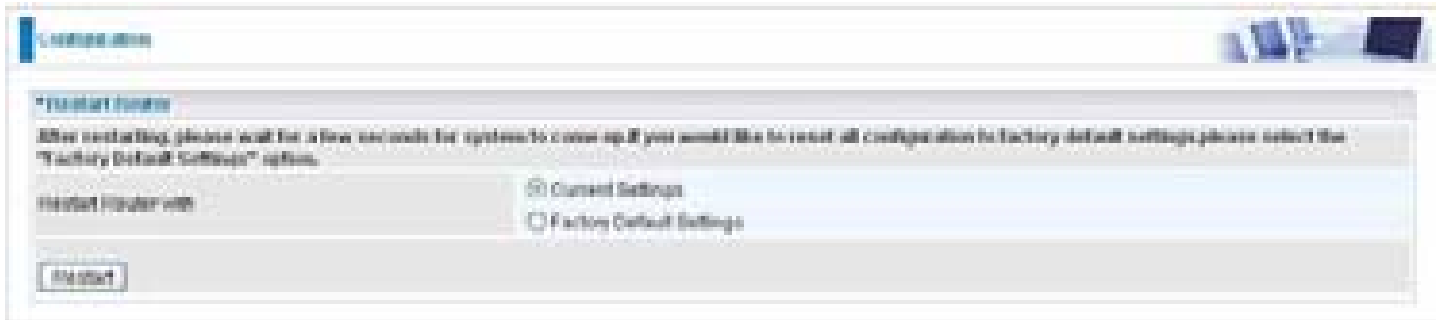 Configuration
*Restart Router
After restarting, please wait for a few seconds for system to come up.If you would like to reset all configuration to factory default settings,please select the
"Factory Default Settings" option.
Restart Router with
Current Settings
Factory Default Settings
Restart